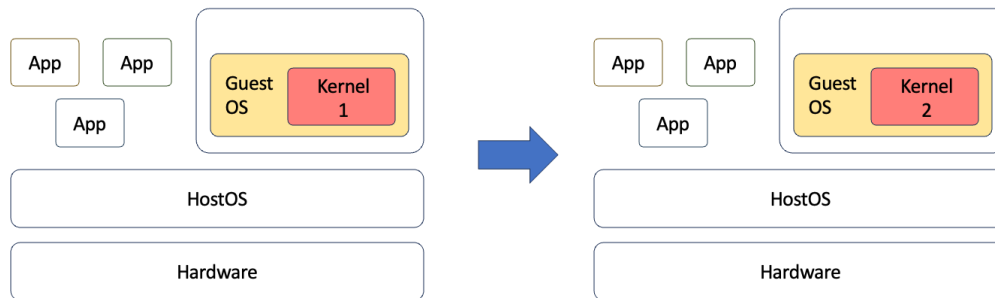 App
App
App
Guest
OS
Kernel
1
HostOS
Hardware
App
App
App
Guest
OS
Kernel
2
HostOS
Hardware